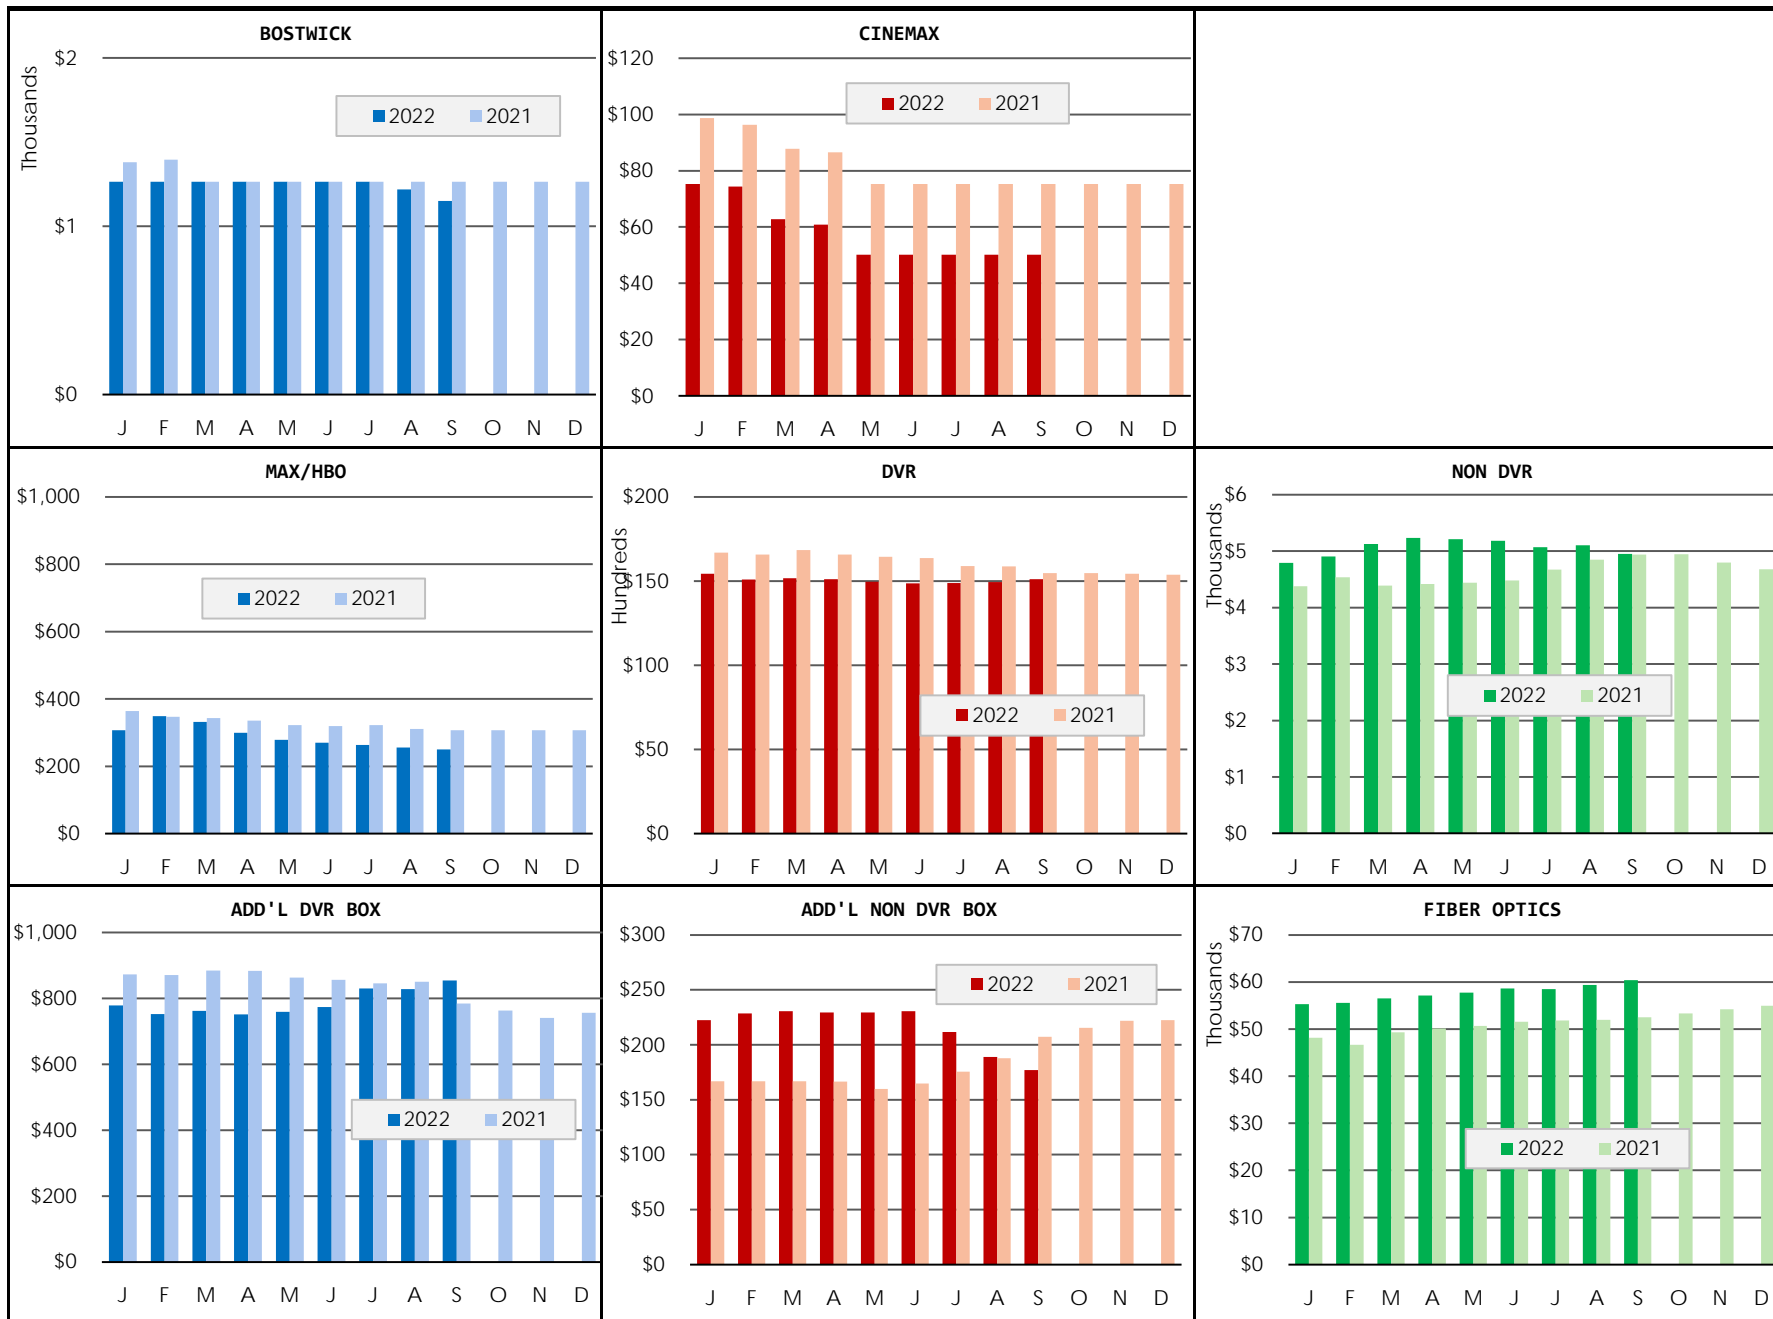 BOSTWICK
Thousands
$2
$1
$0
2022 2021
J F M A M J J A S O N D
CINEMAX
$120
$100
$80
$60
$40
$20
$0
2022 2021
J F M A M J J A S O N D
MAX/HBO
$1,000
$800
$600
$400
$200
$0
2022 2021
J F M A M J J A S O N D
DVR
Hundreds
$200
$150
$100
$50
$0
2022 2021
J F M A M J J A S O N D
NON DVR
Thousands
$6
$5
$4
$3
$2
$1
$0
2022 2021
J F M A M J J A S O N D
ADD'L DVR BOX
$1,000
$800
$600
$400
$200
$0
2022 2021
J F M A M J J A S O N D
ADD'L NON DVR BOX
$300
$250
$200
$150
$100
$50
$0
2022 2021
J F M A M J J A S O N D
FIBER OPTICS
Thousands
$70
$60
$50
$40
$30
$20
$10
$0
2022 2021
J F M A M J J A S O N D